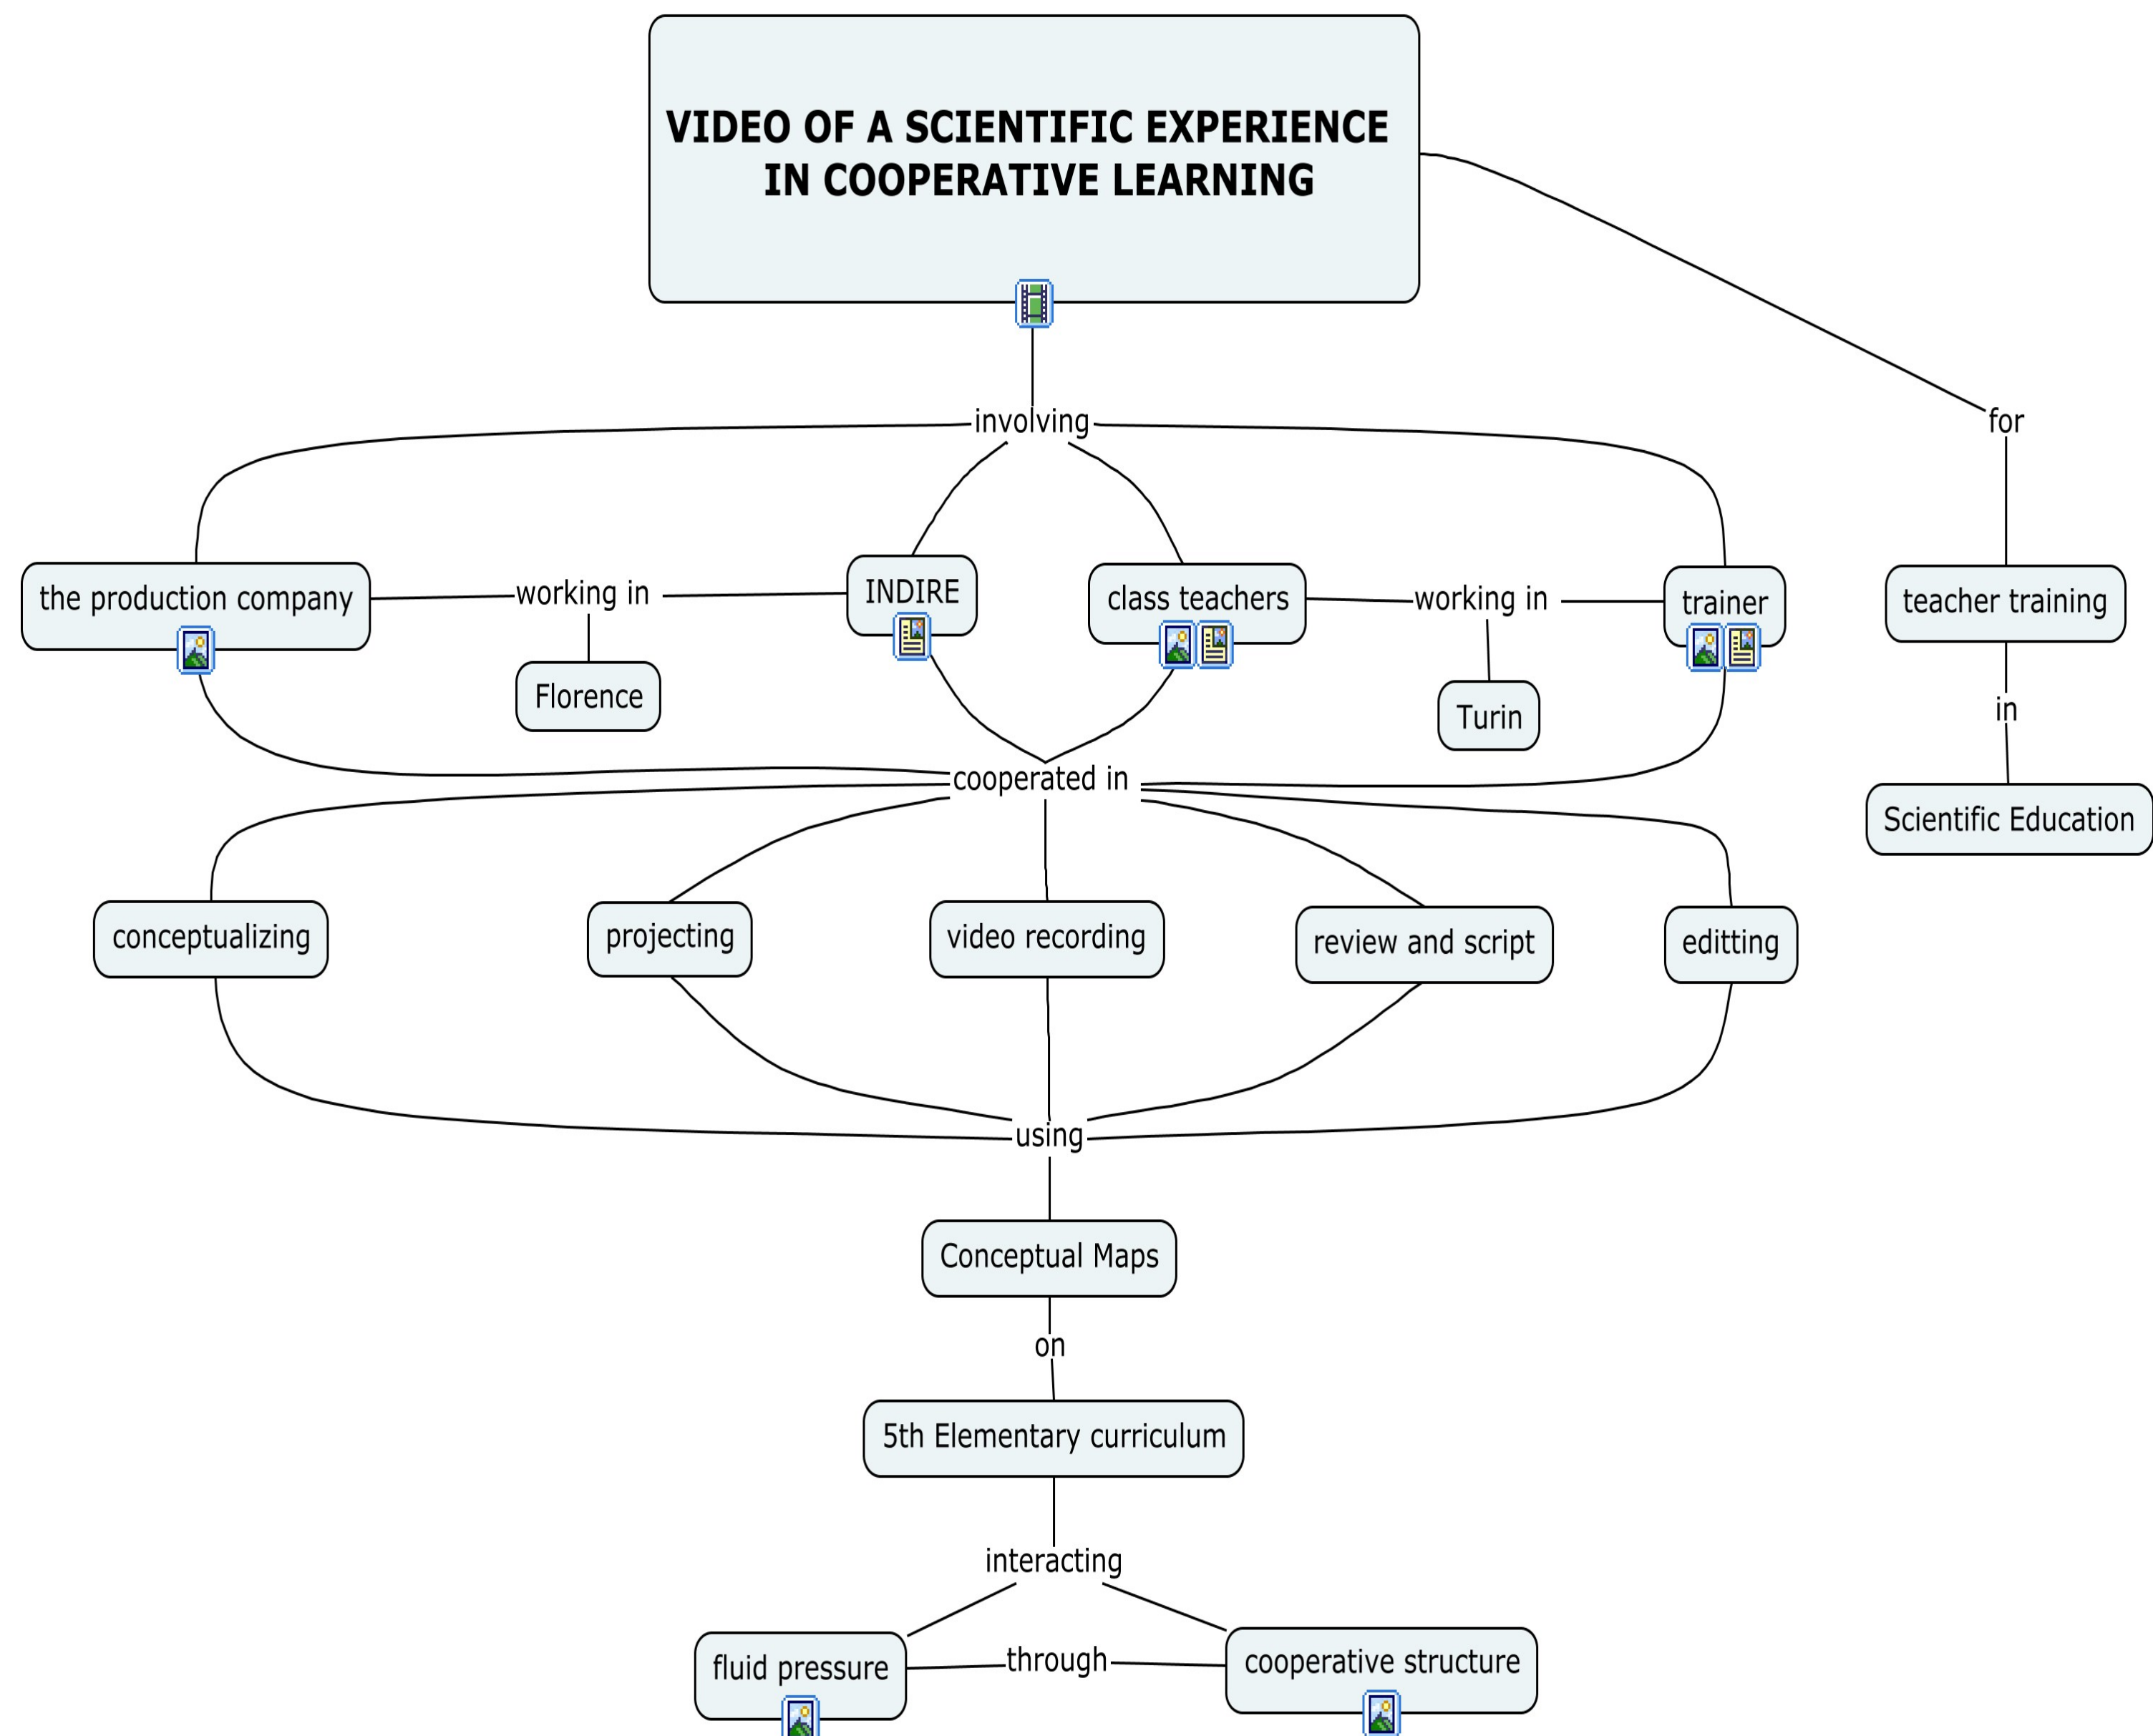 VIDEO OF A SCIENTIFIC EXPERIENCE
IN COOPERATIVE LEARNING
involving
for
the production company
working in
INDIRE
class teachers
working in
trainer
teacher training
Florence
Turin
in
cooperated in
Scientific Education
conceptualizing
projecting
video recording
review and script
editting
using
Conceptual Maps
on
5th Elementary curriculum
interacting
fluid pressure
through
cooperative structure